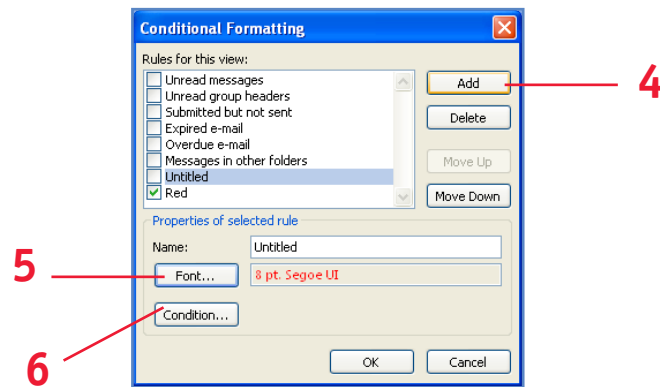 Conditional Formatting
Rules for this view:
Unread messages
Unread group headers
Submitted but not sent
Expired e-mail
Overdue e-mail
Messages in other folders
Untitled
Red
Add
4
Delete
Move Up
Move Down
Properties of selected rule
Name: Untitled
5
Font... 8 pt. Segoe UI
Condition...
6
OK Cancel